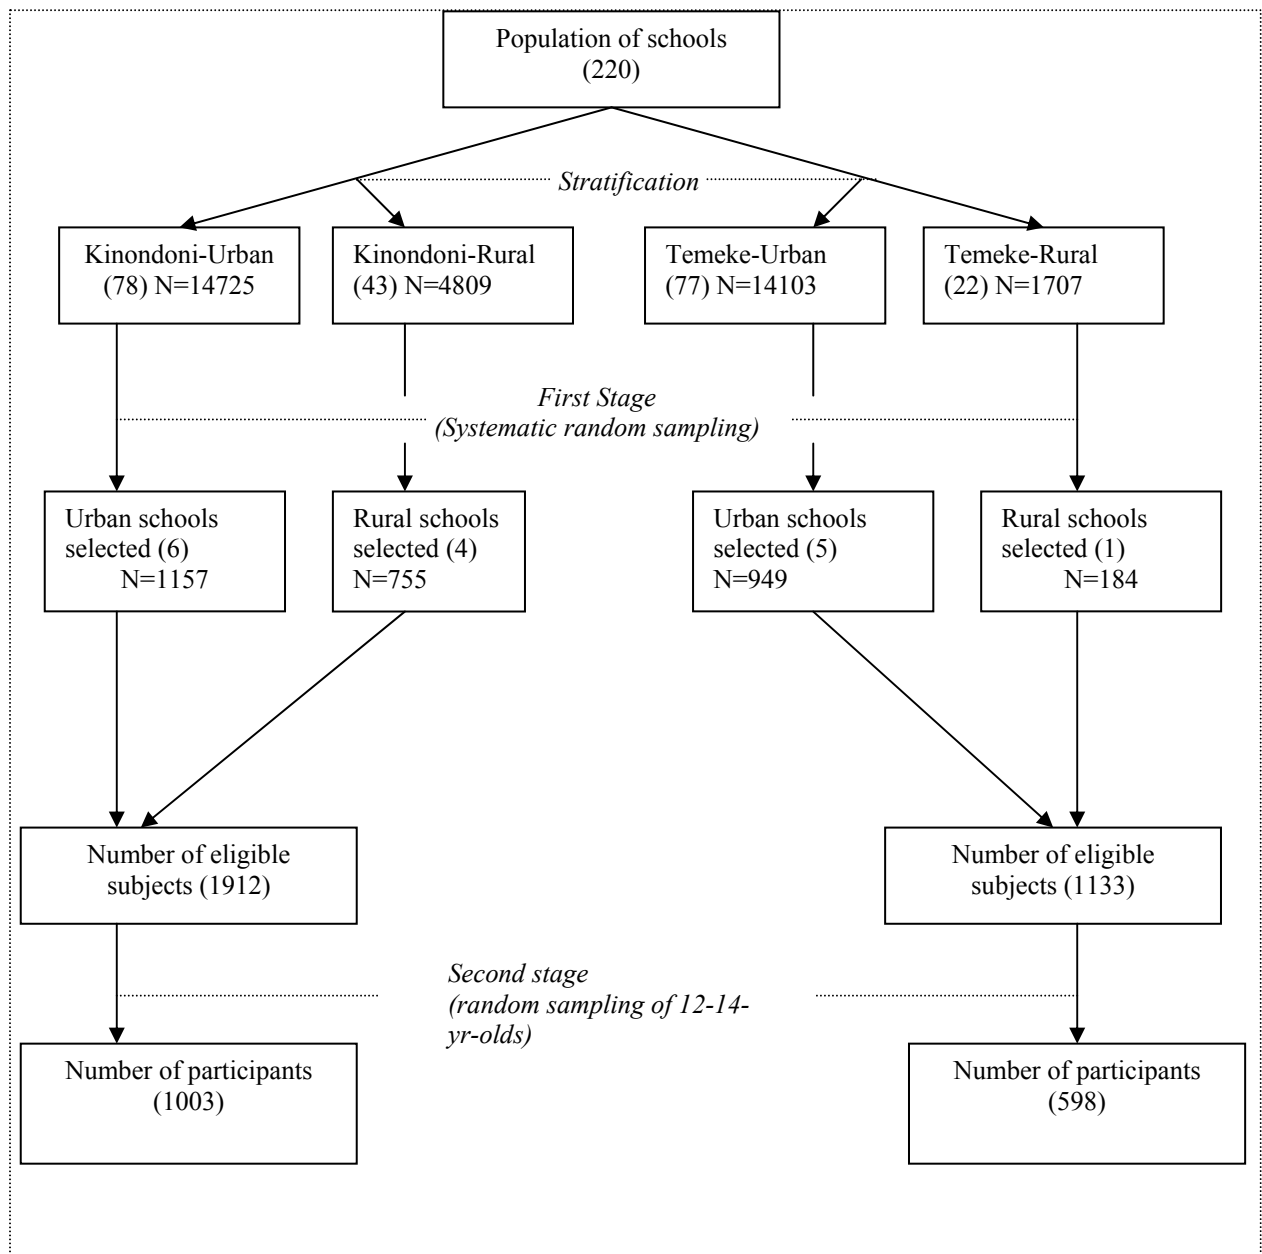 Population of schools
(220)
Stratification
Kinondoni-Urban
(78) N=14725
Kinondoni-Rural
(43) N=4809
Temeke-Urban
(77) N=14103
Temeke-Rural
(22) N=1707
First Stage
(Systematic random sampling)
Urban schools
selected (6)
N=1157
Rural schools
selected (4)
N=755
Urban schools
selected (5)
N=949
Rural schools
selected (1)
N=184
Number of eligible
subjects (1912)
Number of eligible
subjects (1133)
Second stage
(random sampling of 12-14-
yr-olds)
Number of participants
(1003)
Number of participants
(598)